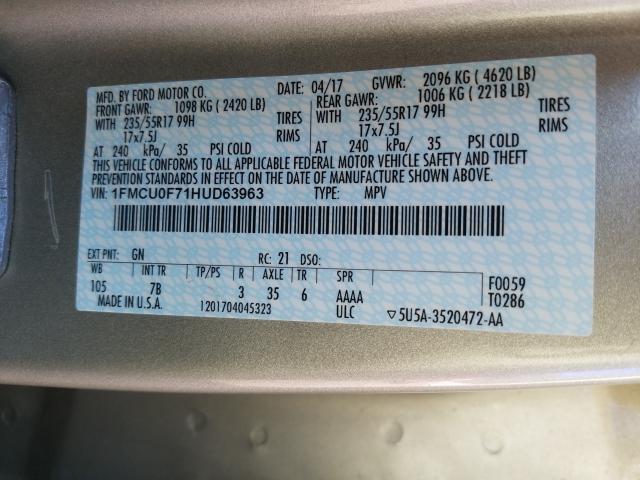 MFD. BY FORD MOTOR CO. DATE: 04/17 GVWR: 2096 KG (4620 LB)
FRONT GAWR: 1098 KG (2420 LB) REAR GAWR: 1006 KG (2218 LB)
WITH 235/55R17 99H TIRES WITH 235/55R17 99H TIRES
17x7.5J RIMS 17x7.5J RIMS
AT 240 kPa/ 35 PSI COLD AT 240 kPa/ 35 PSI COLD
THIS VEHICLE CONFORMS TO ALL APPLICABLE FEDERAL MOTOR VEHICLE SAFETY AND THEFT
PREVENTION STANDARDS IN EFFECT ON THE DATE OF MANUFACTURE SHOWN ABOVE.
VIN: 1FMCU0F71HUD63963 TYPE: MPV
EXT PNT: GN RC: 21 DSO:
WB INT TR TP/PS R AXLE TR SPR F0059
105 7B 3 35 6 AAAA T0286
MADE IN U.S.A. 1201704045323 ULC ▽5U5A-3520472-AA